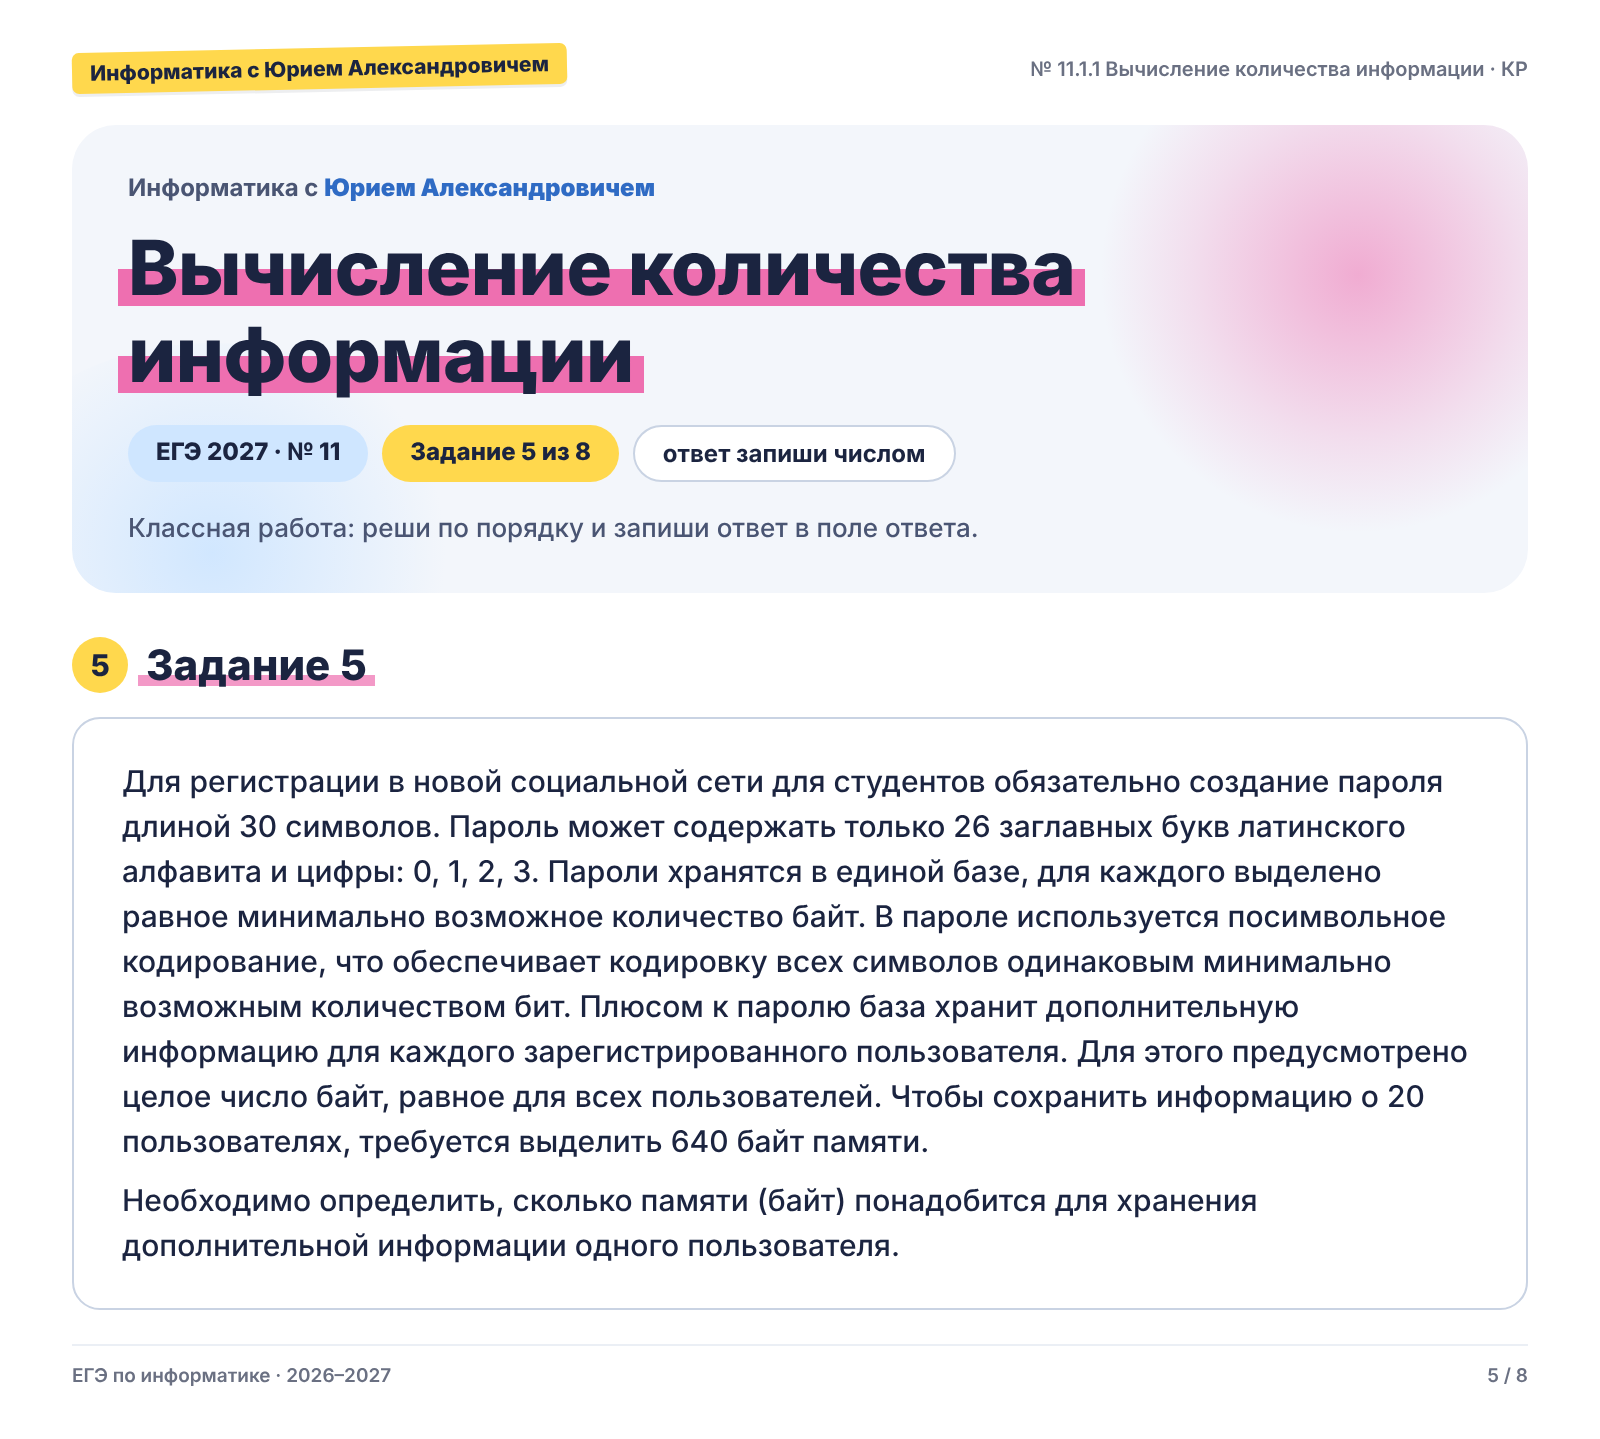 Информатика с Юрием Александровичем
№ 11.1.1 Вычисление количества информации · КР
Информатика с Юрием Александровичем
Вычисление количества
информации
ЕГЭ 2027 · № 11
Задание 5 из 8
ответ запиши числом
Классная работа: реши по порядку и запиши ответ в поле ответа.
5
Задание 5
Для регистрации в новой социальной сети для студентов обязательно создание пароля
длиной 30 символов. Пароль может содержать только 26 заглавных букв латинского
алфавита и цифры: 0, 1, 2, 3. Пароли хранятся в единой базе, для каждого выделено
равное минимально возможное количество байт. В пароле используется посимвольное
кодирование, что обеспечивает кодировку всех символов одинаковым минимально
возможным количеством бит. Плюсом к паролю база хранит дополнительную
информацию для каждого зарегистрированного пользователя. Для этого предусмотрено
целое число байт, равное для всех пользователей. Чтобы сохранить информацию о 20
пользователях, требуется выделить 640 байт памяти.
Необходимо определить, сколько памяти (байт) понадобится для хранения
дополнительной информации одного пользователя.
ЕГЭ по информатике · 2026–2027
5 / 8